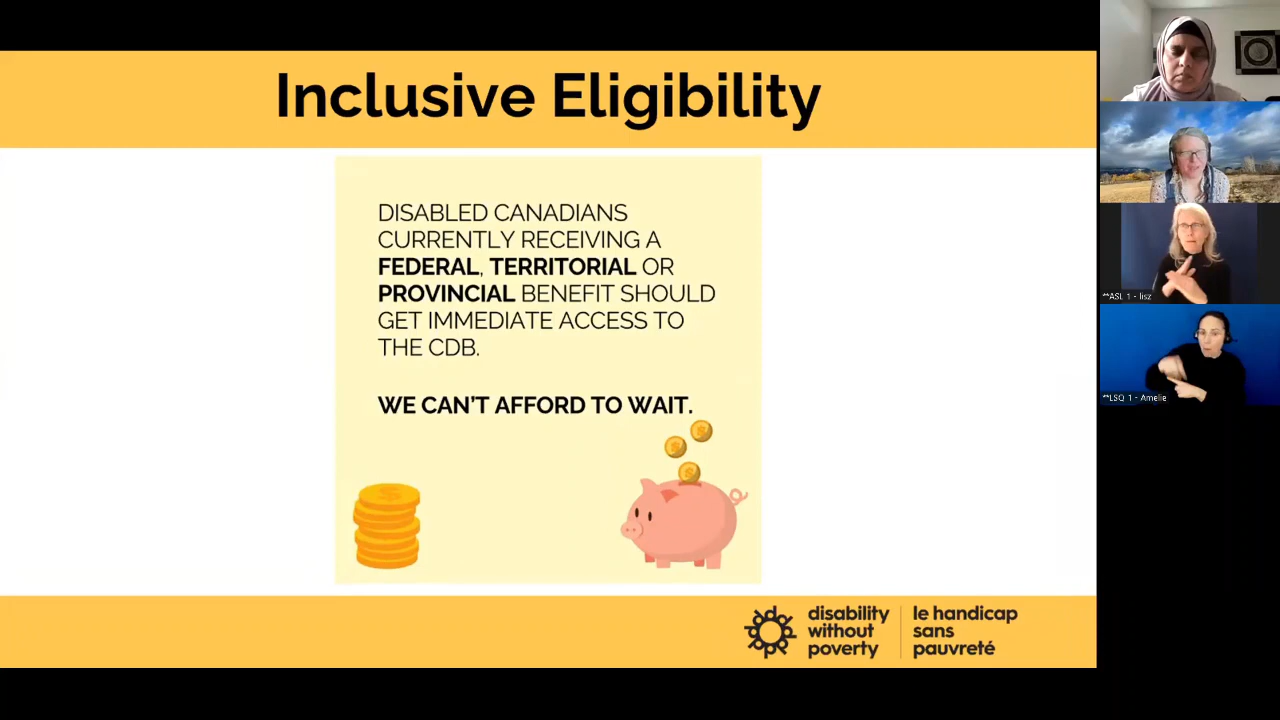 Inclusive Eligibility
DISABLED CANADIANS
CURRENTLY RECEIVING A
FEDERAL, TERRITORIAL OR
PROVINCIAL BENEFIT SHOULD
GET IMMEDIATE ACCESS TO
THE CDB.
WE CAN'T AFFORD TO WAIT.
disability
without
poverty
le handicap
sans
pauvreté
**ASL 1 - lisz
**LSQ 1 - Amelie